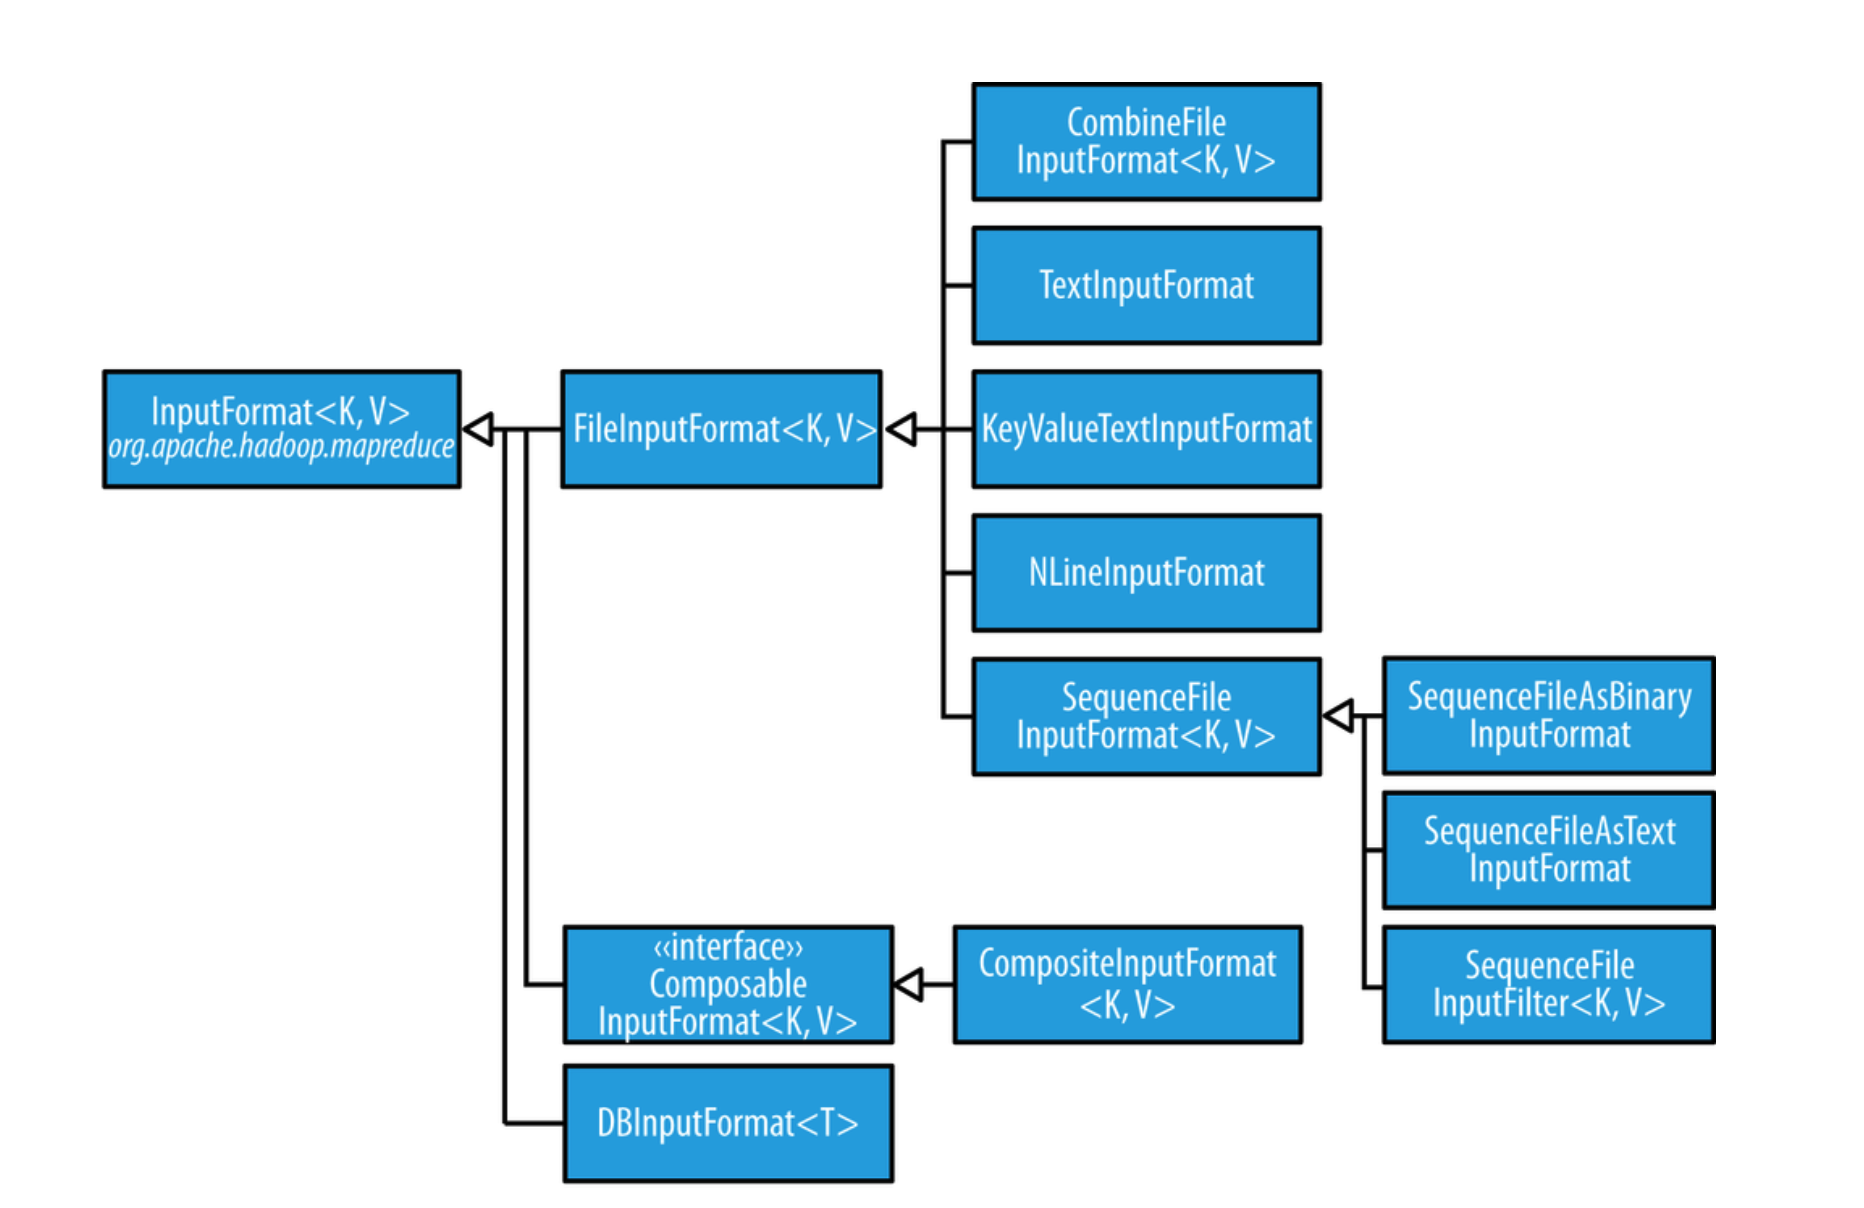 CombineFile
InputFormat<K, V>
TextInputFormat
InputFormat<K, V>
org.apache.hadoop.mapreduce
FileInputFormat<K, V>
KeyValueTextInputFormat
NLineInputFormat
SequenceFile
InputFormat<K, V>
SequenceFileAsBinary
InputFormat
SequenceFileAsText
InputFormat
‹‹interface››
Composable
InputFormat<K, V>
CompositeInputFormat
<K, V>
SequenceFile
InputFilter<K, V>
DBInputFormat<T>